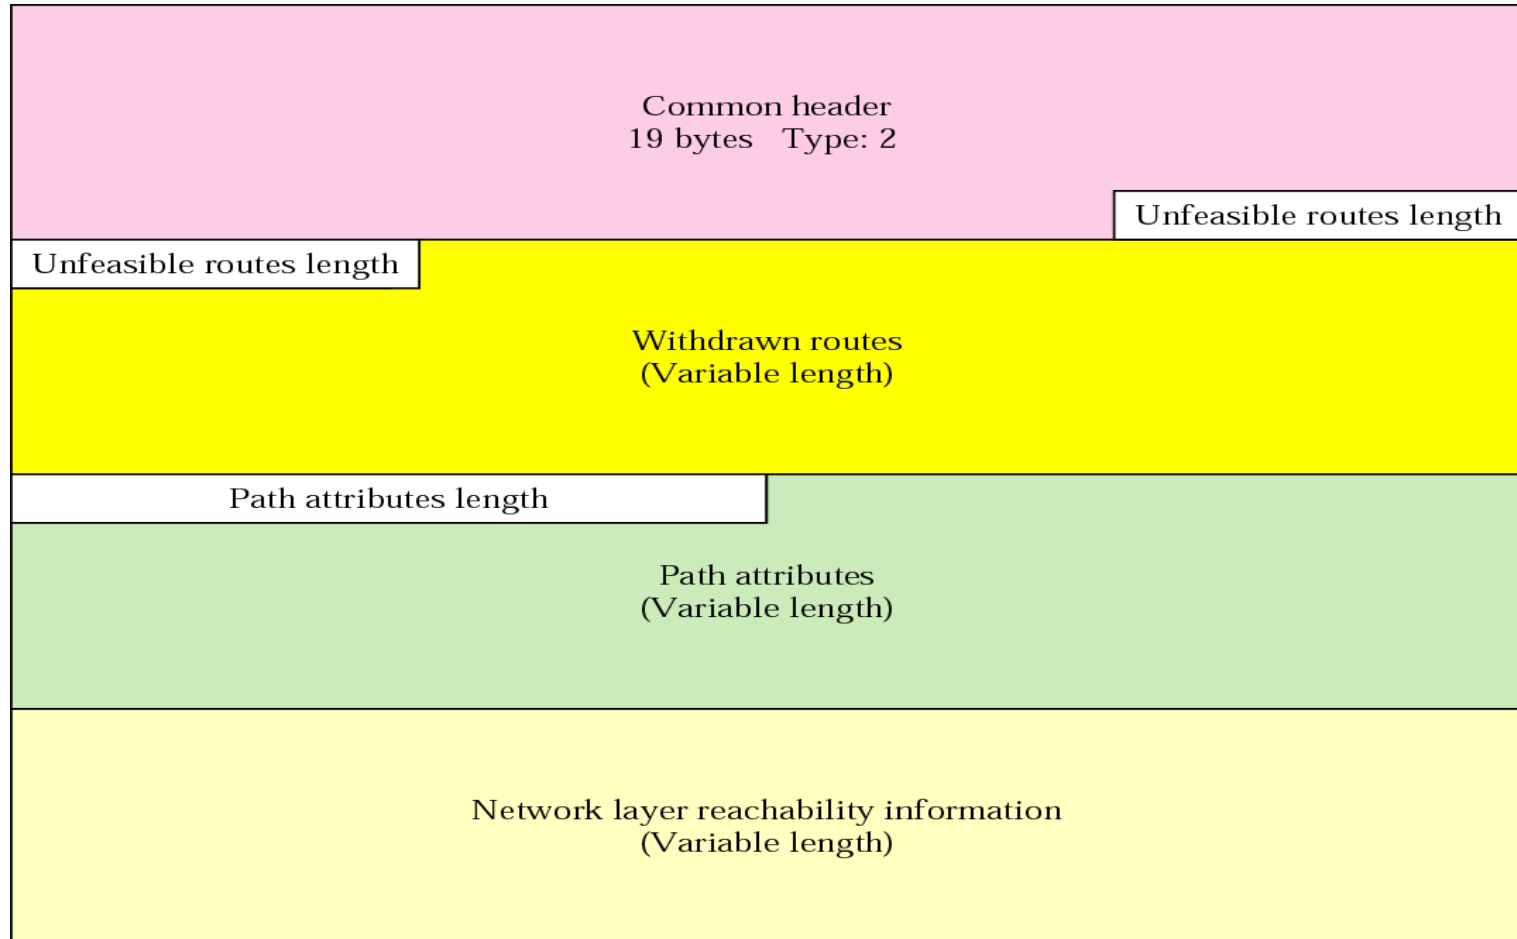 Common header
19 bytes Type: 2
Unfeasible routes length
Unfeasible routes length
Withdrawn routes
(Variable length)
Path attributes length
Path attributes
(Variable length)
Network layer reachability information
(Variable length)